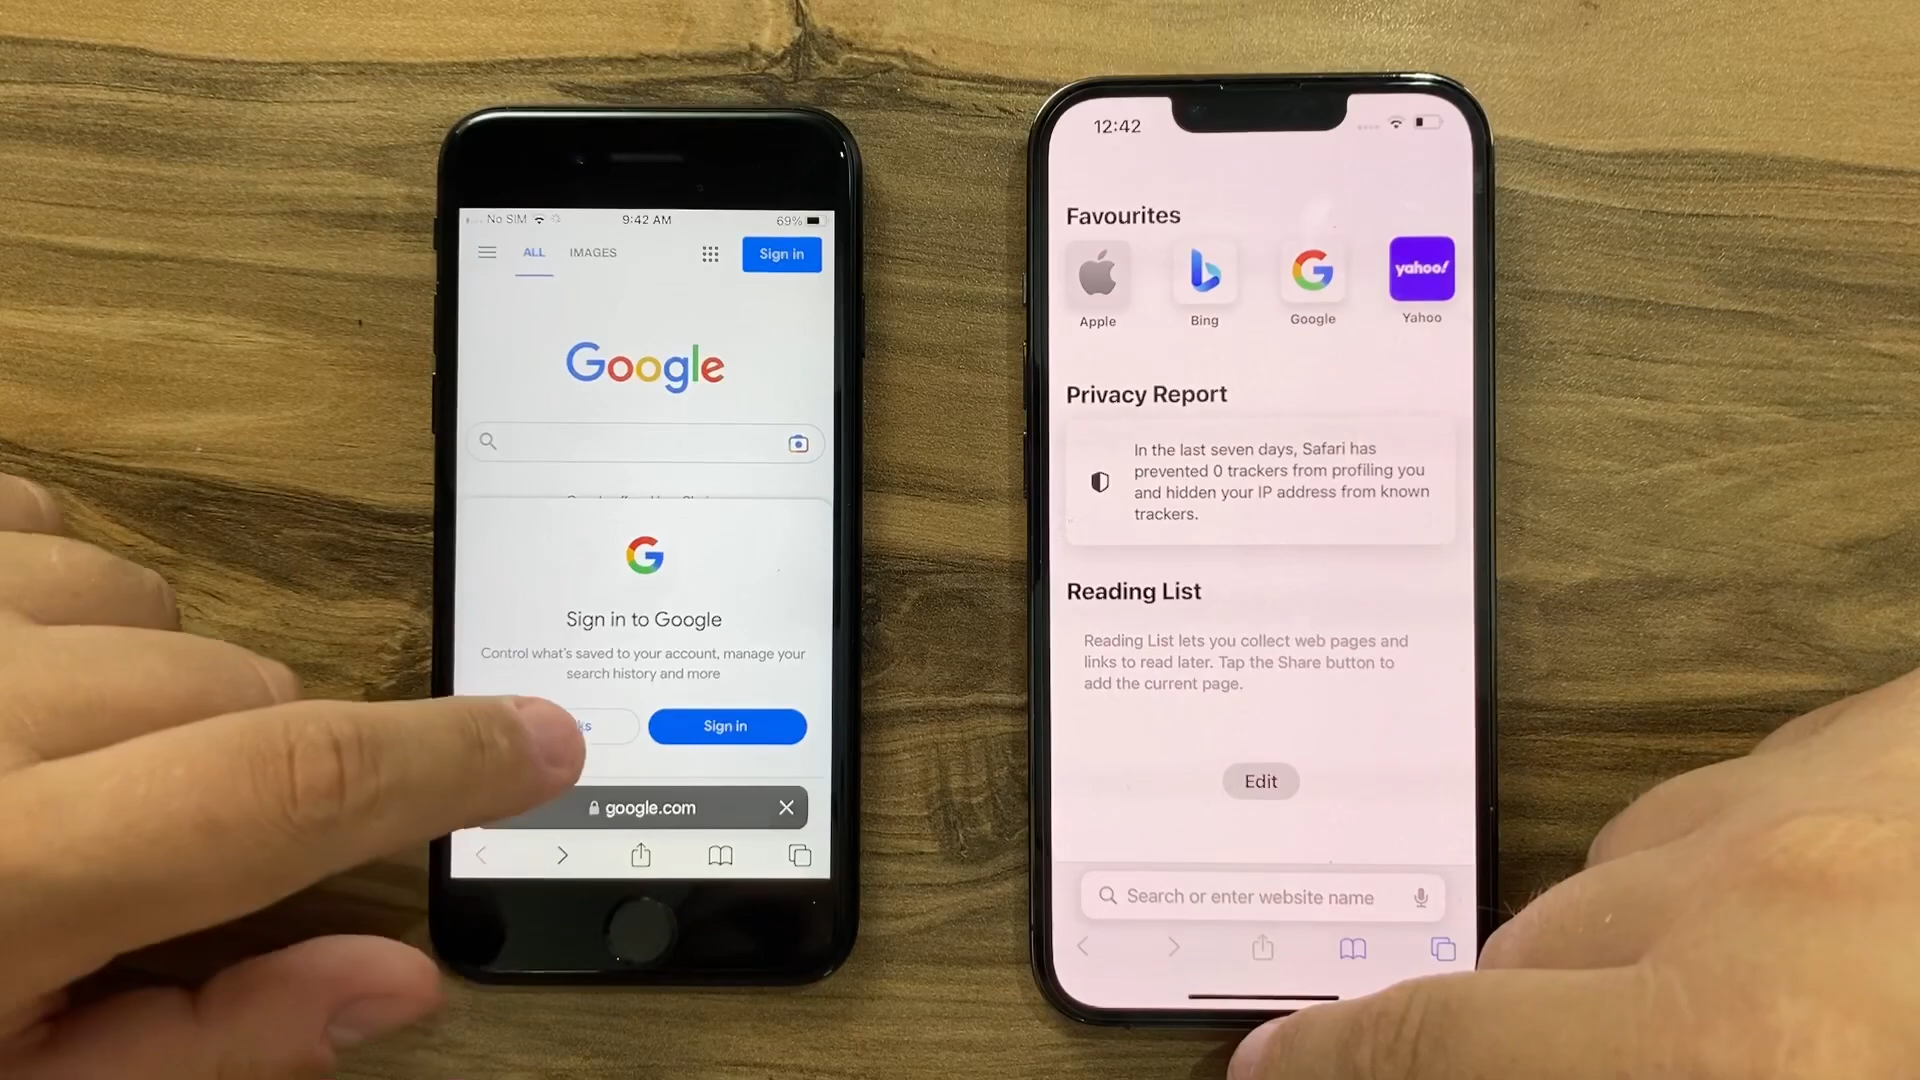 No SIM
9:42 AM
69%
ALL
IMAGES
Sign in
Google
Sign in to Google
Control what's saved to your account, manage your
search history and more
Sign in
google.com
12:42
Favourites
yahoo!
Apple
Bing
Google
Yahoo
Privacy Report
In the last seven days, Safari has
prevented 0 trackers from profiling you
and hidden your IP address from known
trackers.
Reading List
Reading List lets you collect web pages and
links to read later. Tap the Share button to
add the current page.
Edit
Search or enter website name